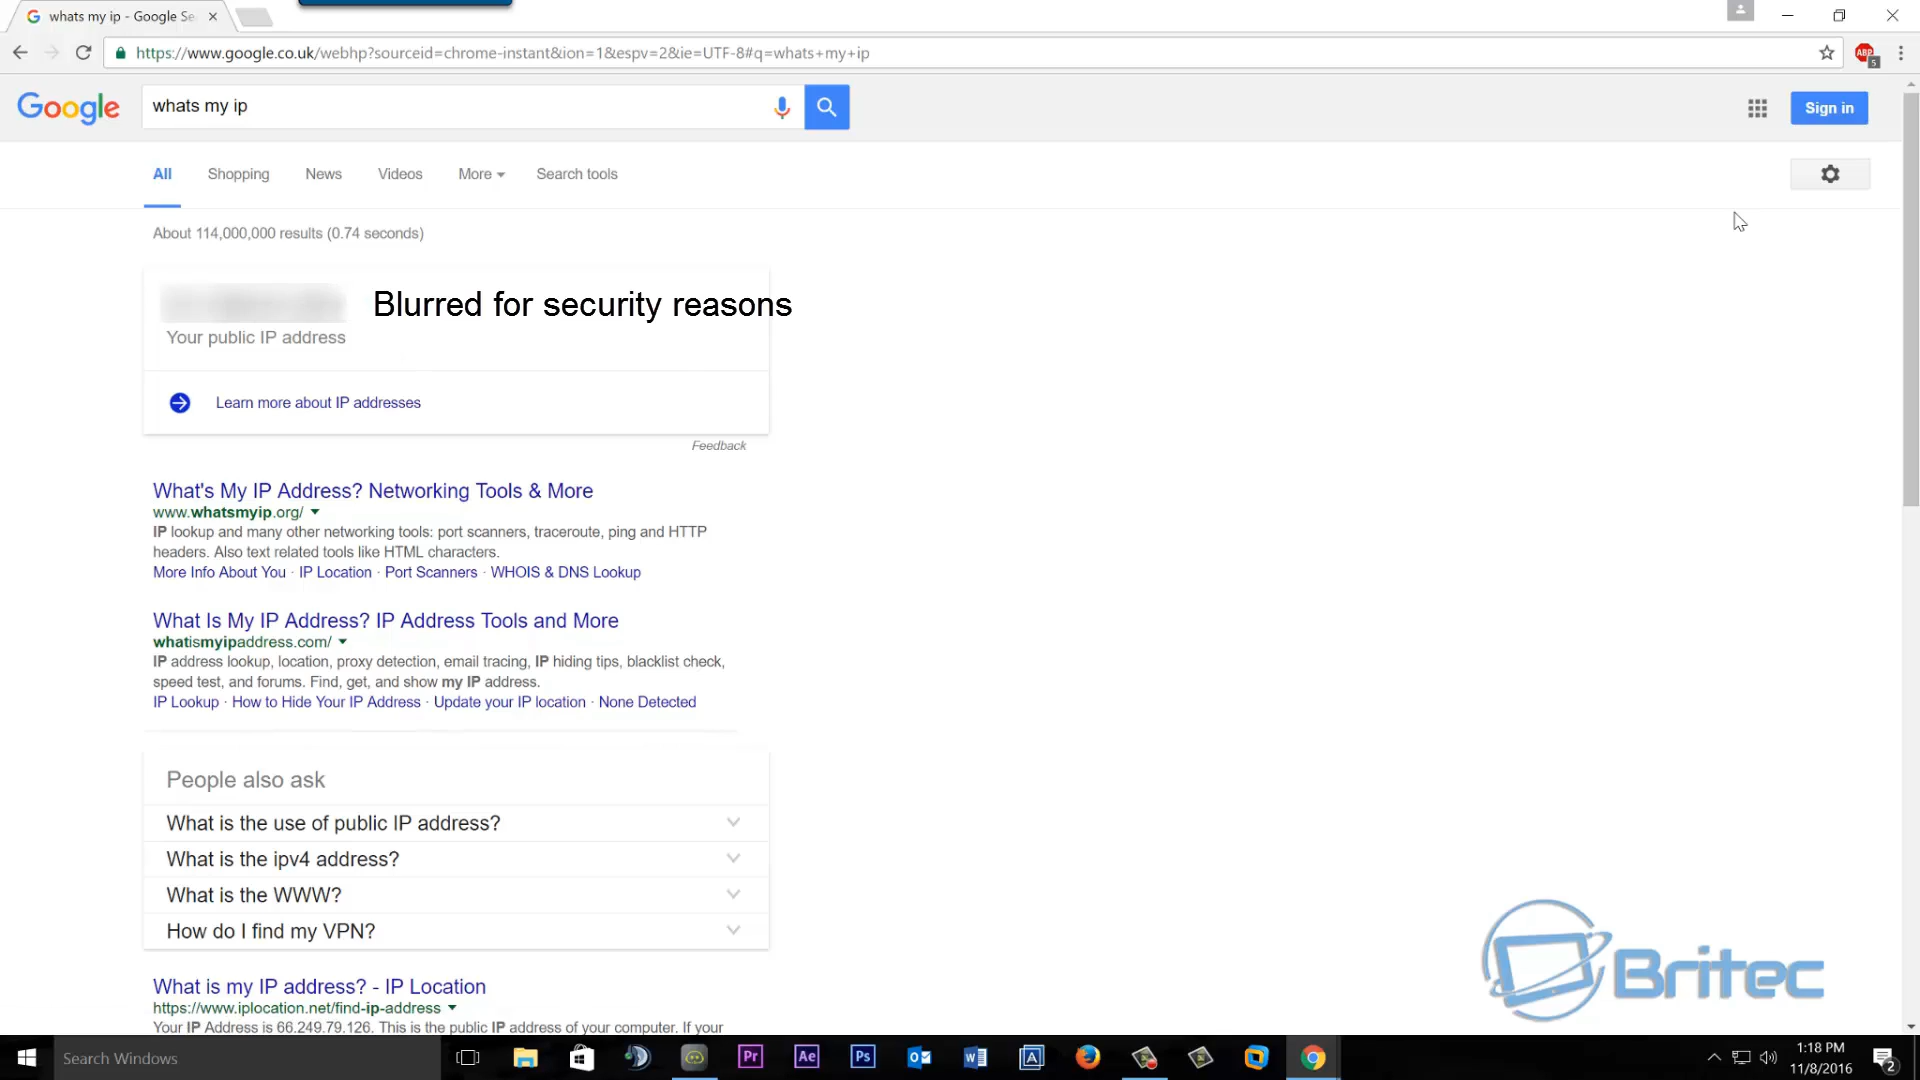 whats my ip - Google Se
https://www.google.co.uk/webhp?sourceid=chrome-instant&ion=1&espv=2&ie=UTF-8#q=whats+my+ip
ABP
5
Google
whats my ip
Sign in
All
Shopping
News
Videos
More
Search tools
About 114,000,000 results (0.74 seconds)
Blurred for security reasons
Your public IP address
Learn more about IP addresses
Feedback
What's My IP Address? Networking Tools & More
www.whatsmyip.org/
IP lookup and many other networking tools: port scanners, traceroute, ping and HTTP
headers. Also text related tools like HTML characters.
More Info About You · IP Location · Port Scanners · WHOIS & DNS Lookup
What Is My IP Address? IP Address Tools and More
whatismyipaddress.com/
IP address lookup, location, proxy detection, email tracing, IP hiding tips, blacklist check,
speed test, and forums. Find, get, and show my IP address.
IP Lookup · How to Hide Your IP Address · Update your IP location · None Detected
People also ask
What is the use of public IP address?
What is the ipv4 address?
What is the WWW?
How do I find my VPN?
What is my IP address? - IP Location
https://www.iplocation.net/find-ip-address
Your IP Address is 66.249.79.126. This is the public IP address of your computer. If your
Britec
Search Windows
Pr
Ae
Ps
1:18 PM
11/8/2016
2